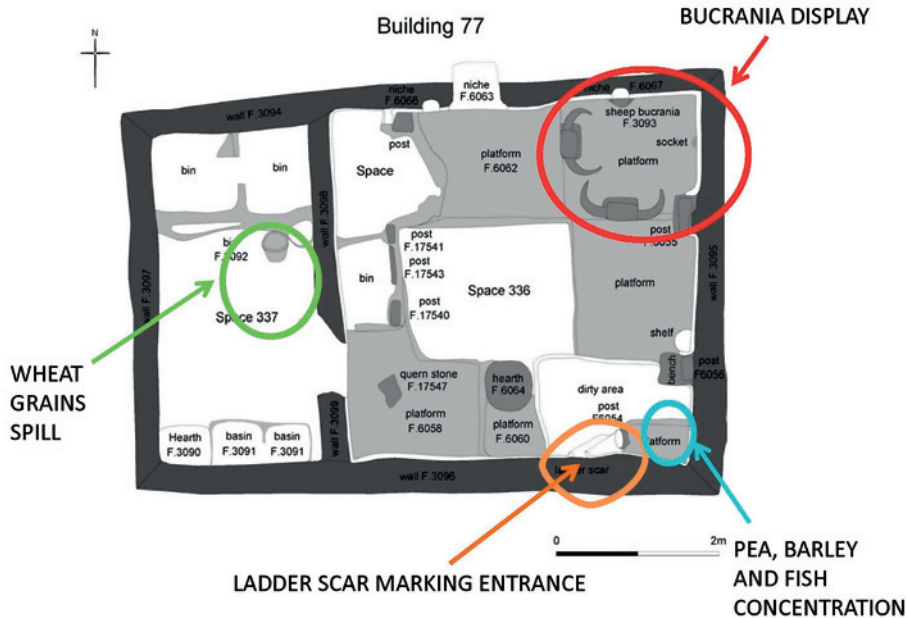 BUCRANIA DISPLAY
Building 77
N
niche
F.6063
niche
F.6066
niche
F.6067
wall F.3094
sheep bucrania
F.3093
socket
platform
post
Space
platform
F.6062
bin
bin
wall F.3098
post
F.17541
post
F.17543
post
F.17540
post
wall F.3095
F.3092
bin
Space 336
platform
wall F.3097
Space 337
shelf
WHEAT
GRAINS
SPILL
quern stone
F.17547
hearth
F.6064
bench
post
F6056
dirty area
post
F6054
platform
F.6058
platform
F.6060
Hearth
F.3090
basin
F.3091
basin
F.3091
wall F.3099
wall F.3096
scar
0
2m
LADDER SCAR MARKING ENTRANCE
PEA, BARLEY
AND FISH
CONCENTRATION